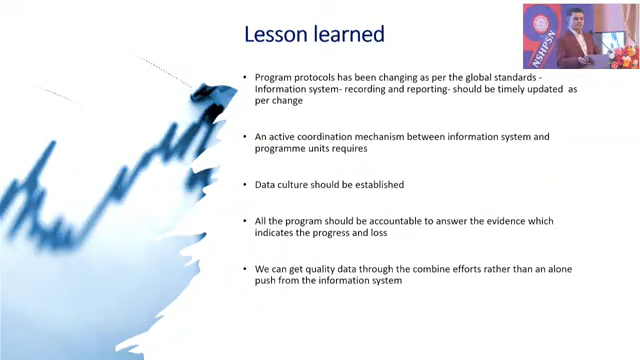 Lesson learned
NSHPSN
• Program protocols has been changing as per the global standards -
Information system- recording and reporting- should be timely updated as
per change
• An active coordination mechanism between information system and
programme units requires
• Data culture should be established
• All the program should be accountable to answer the evidence which
indicates the progress and loss
• We can get quality data through the combine efforts rather than an alone
push from the information system